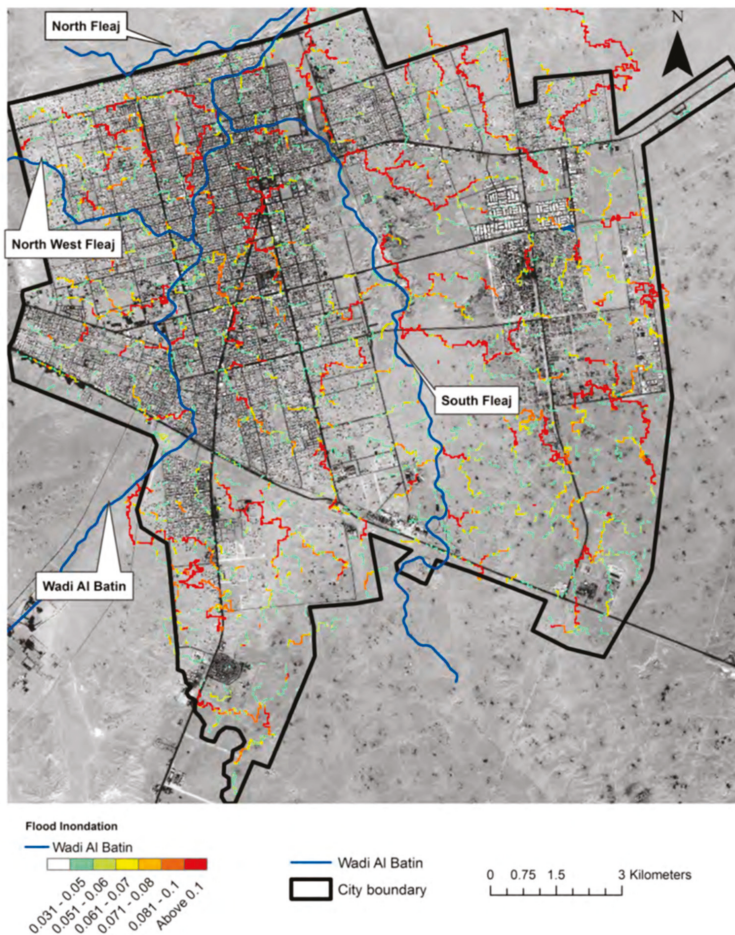 North Fleaj
N
North West Fleaj
South Fleaj
Wadi Al Batin
Flood Inondation
Wadi Al Batin
0.031 - 0.05
0.051 - 0.06
0.061 - 0.07
0.071 - 0.08
0.081 - 0.1
Above 0.1
Wadi Al Batin
City boundary
0 0.75 1.5 3 Kilometers